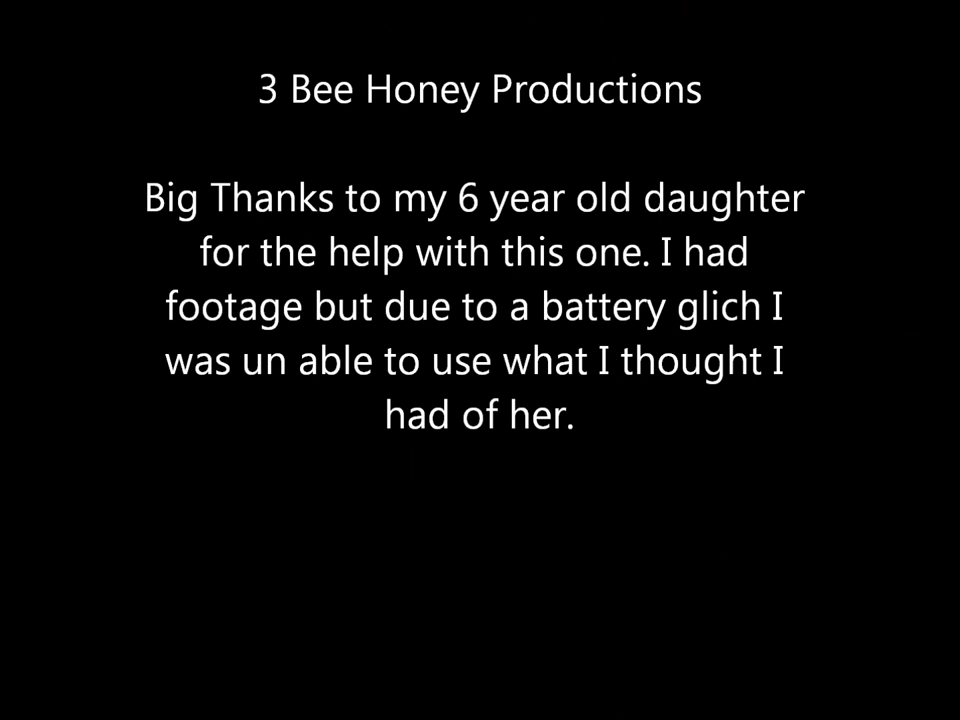 3 Bee Honey Productions
Big Thanks to my 6 year old daughter
for the help with this one. I had
footage but due to a battery glich I
was un able to use what I thought I
had of her.